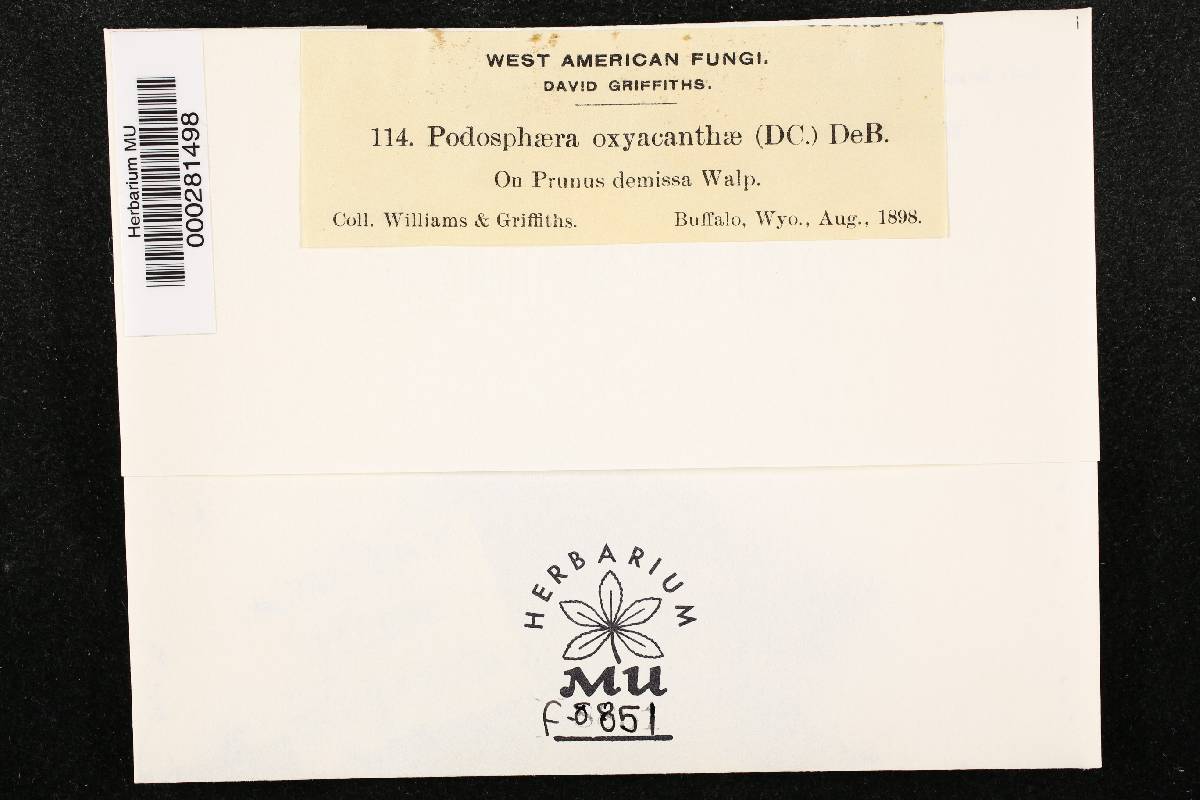 WEST AMERICAN FUNGI.
DAVID GRIFFITHS.
114. Podosphæra oxyacanthæ (DC.) DeB.
On Prunus demissa Walp.
Coll. Williams & Griffiths. Buffalo, Wyo., Aug., 1898.
Herbarium MU
000281498
HERBARIUM
MU